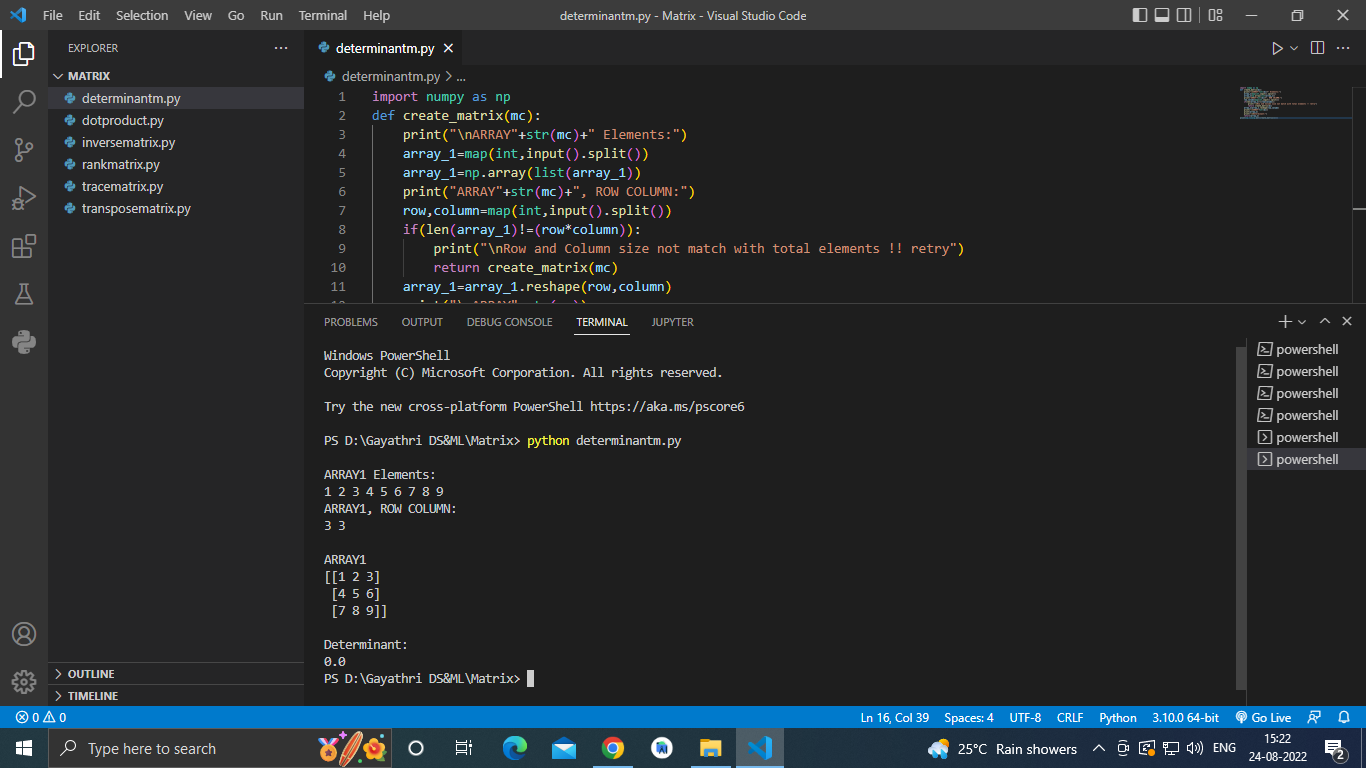 File Edit Selection View Go Run Terminal Help
determinantm.py - Matrix - Visual Studio Code
EXPLORER
MATRIX
determinantm.py
dotproduct.py
inversematrix.py
rankmatrix.py
tracematrix.py
transposematrix.py
OUTLINE
TIMELINE
determinantm.py
determinantm.py > ...
1 import numpy as np
2 def create_matrix(mc):
3 print("\nARRAY"+str(mc)+" Elements:")
4 array_1=map(int,input().split())
5 array_1=np.array(list(array_1))
6 print("ARRAY"+str(mc)+", ROW COLUMN:")
7 row,column=map(int,input().split())
8 if(len(array_1)!=(row*column)):
9 print("\nRow and Column size not match with total elements !! retry")
10 return create_matrix(mc)
11 array_1=array_1.reshape(row,column)
PROBLEMS OUTPUT DEBUG CONSOLE TERMINAL JUPYTER
Windows PowerShell
Copyright (C) Microsoft Corporation. All rights reserved.
Try the new cross-platform PowerShell https://aka.ms/pscore6
PS D:\Gayathri DS&ML\Matrix> python determinantm.py
ARRAY1 Elements:
1 2 3 4 5 6 7 8 9
ARRAY1, ROW COLUMN:
3 3
ARRAY1
[[1 2 3]
[4 5 6]
[7 8 9]]
Determinant:
0.0
PS D:\Gayathri DS&ML\Matrix>
powershell
powershell
powershell
powershell
powershell
powershell
0 0
Ln 16, Col 39 Spaces: 4 UTF-8 CRLF Python 3.10.0 64-bit Go Live
Type here to search
25°C Rain showers
ENG
15:22
24-08-2022
2